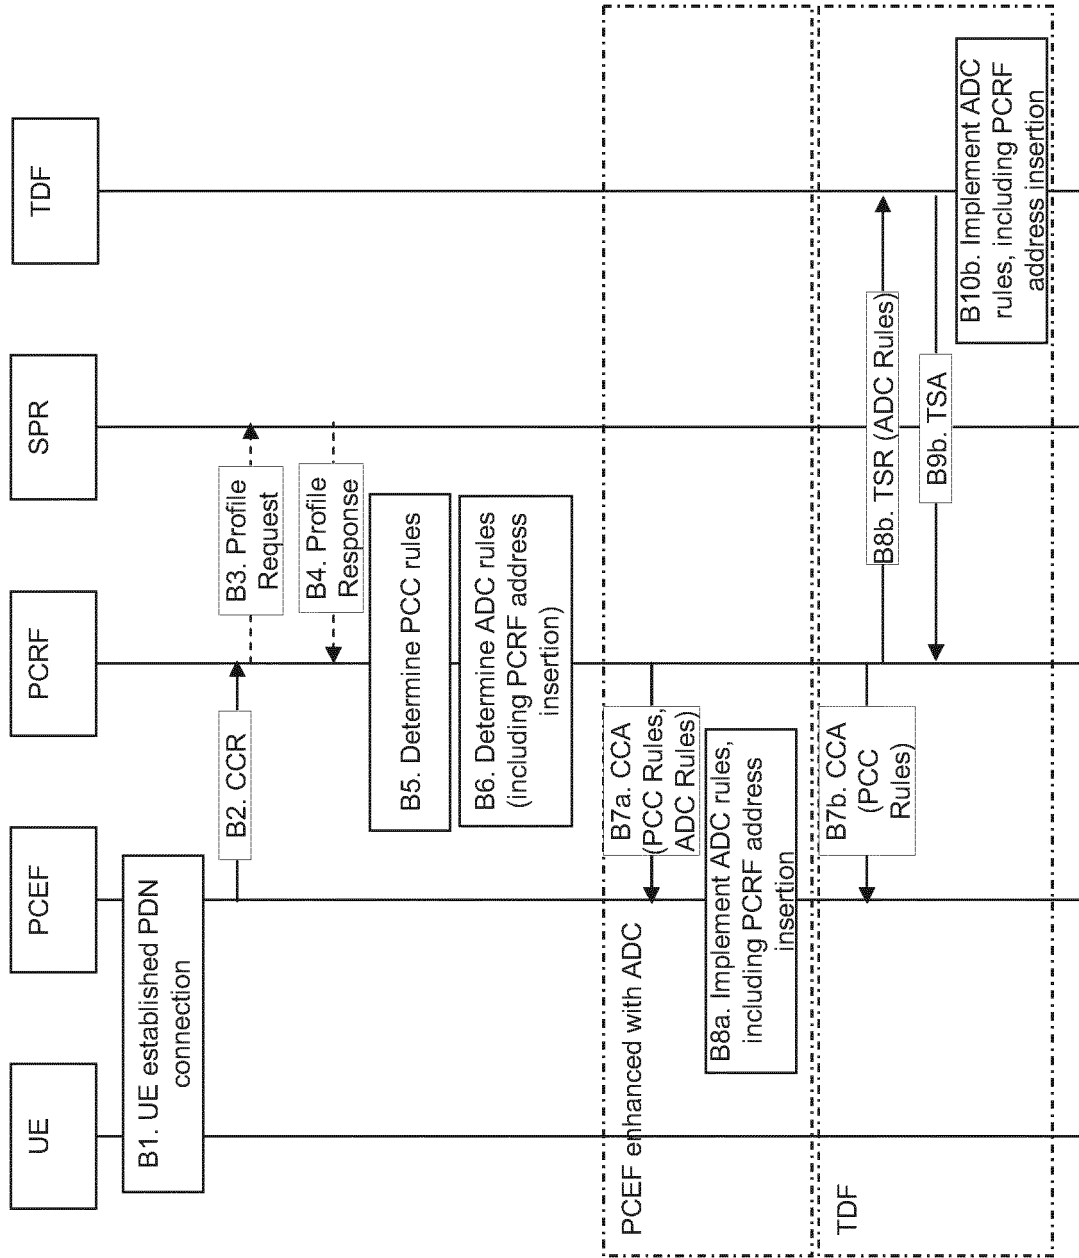 UE
PCEF
PCRF
SPR
TDF
B1. UE established PDN
connection
B2. CCR
B3. Profile
Request
B4. Profile
Response
B5. Determine PCC rules
B6. Determine ADC rules
(including PCRF address
insertion)
PCEF enhanced with ADC
B7a. CCA
(PCC Rules,
ADC Rules)
B8a. Implement ADC rules,
including PCRF address
insertion
TDF
B7b. CCA
(PCC
Rules)
B8b. TSR (ADC Rules)
B9b. TSA
B10b. Implement ADC
rules, including PCRF
address insertion